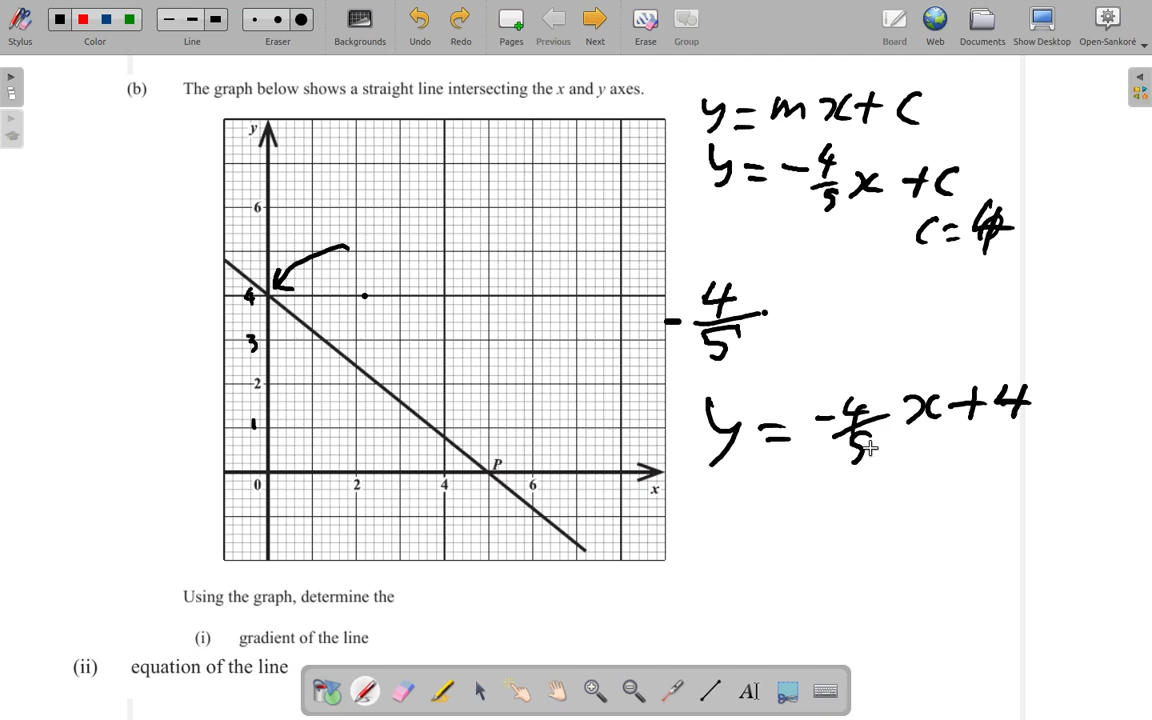 Stylus Color Line Eraser Backgrounds Undo Redo Pages Previous Next Erase Group Board Web Documents Show Desktop Open-Sankoré
(b) The graph below shows a straight line intersecting the x and y axes.
y
6
4
3
2
1
0 2 4 6
P
x
y = mx + c
y = -4/5 x + c
c = 4
- 4/5
y = -4/5 x + 4
Using the graph, determine the
(i) gradient of the line
(ii) equation of the line